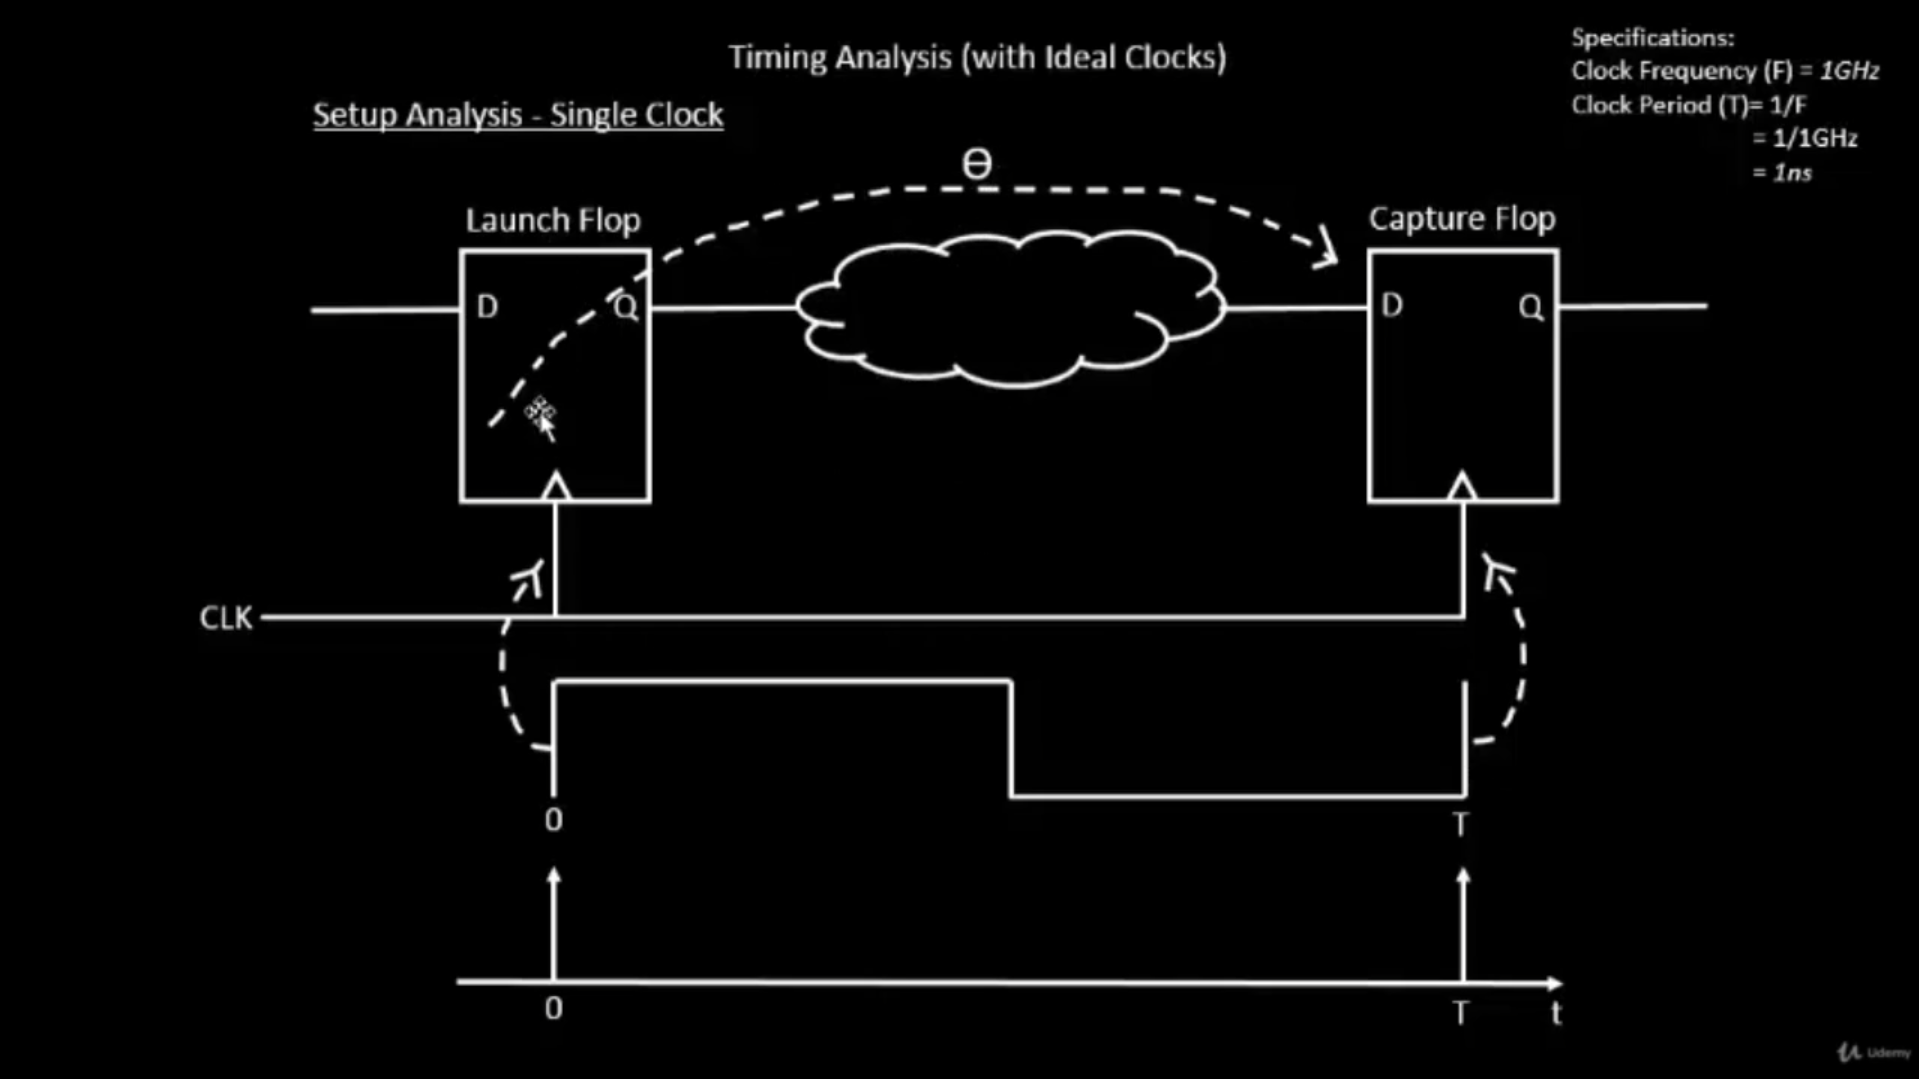 Timing Analysis (with Ideal Clocks)
Specifications:
Clock Frequency (F) = 1GHz
Clock Period (T)= 1/F
= 1/1GHz
= 1ns
Setup Analysis - Single Clock
Θ
Launch Flop
Capture Flop
D
Q
D
Q
CLK
0
T
0
T
t
Udemy